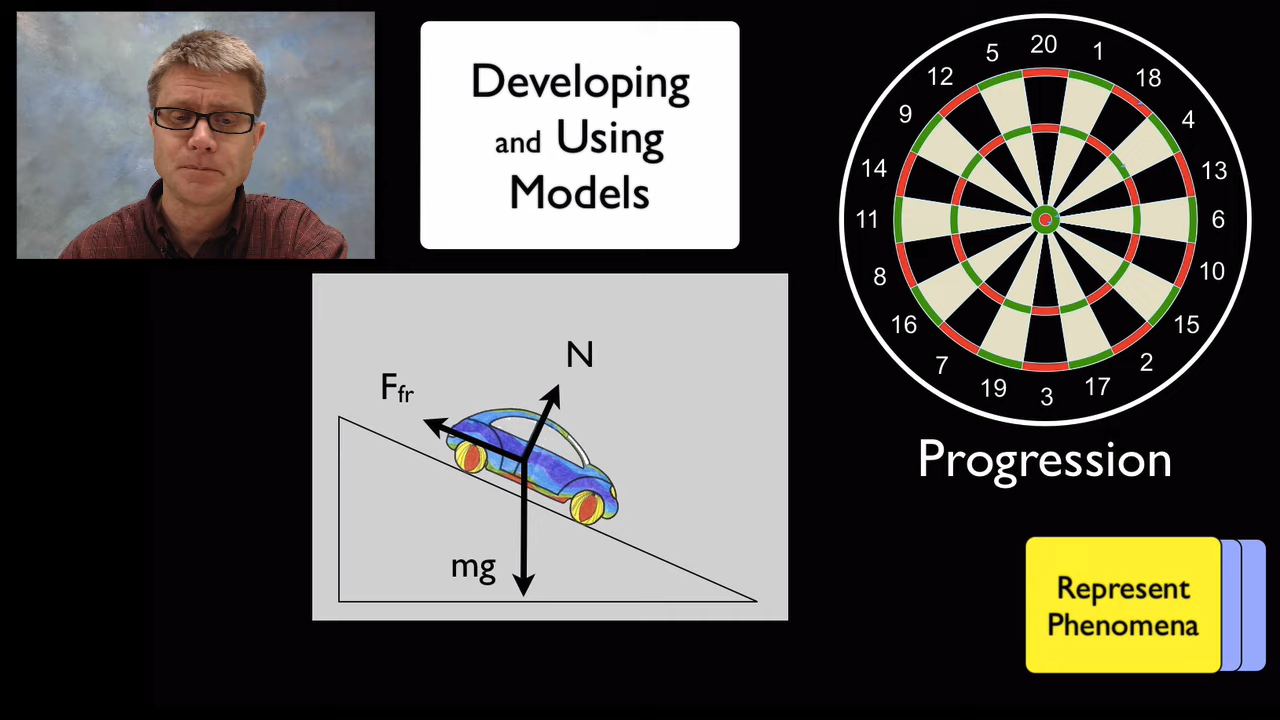 Developing
and Using
Models
N
Ffr
mg
20
1
18
4
13
6
10
15
2
17
3
19
7
16
8
11
14
9
12
5
Progression
Represent
Phenomena